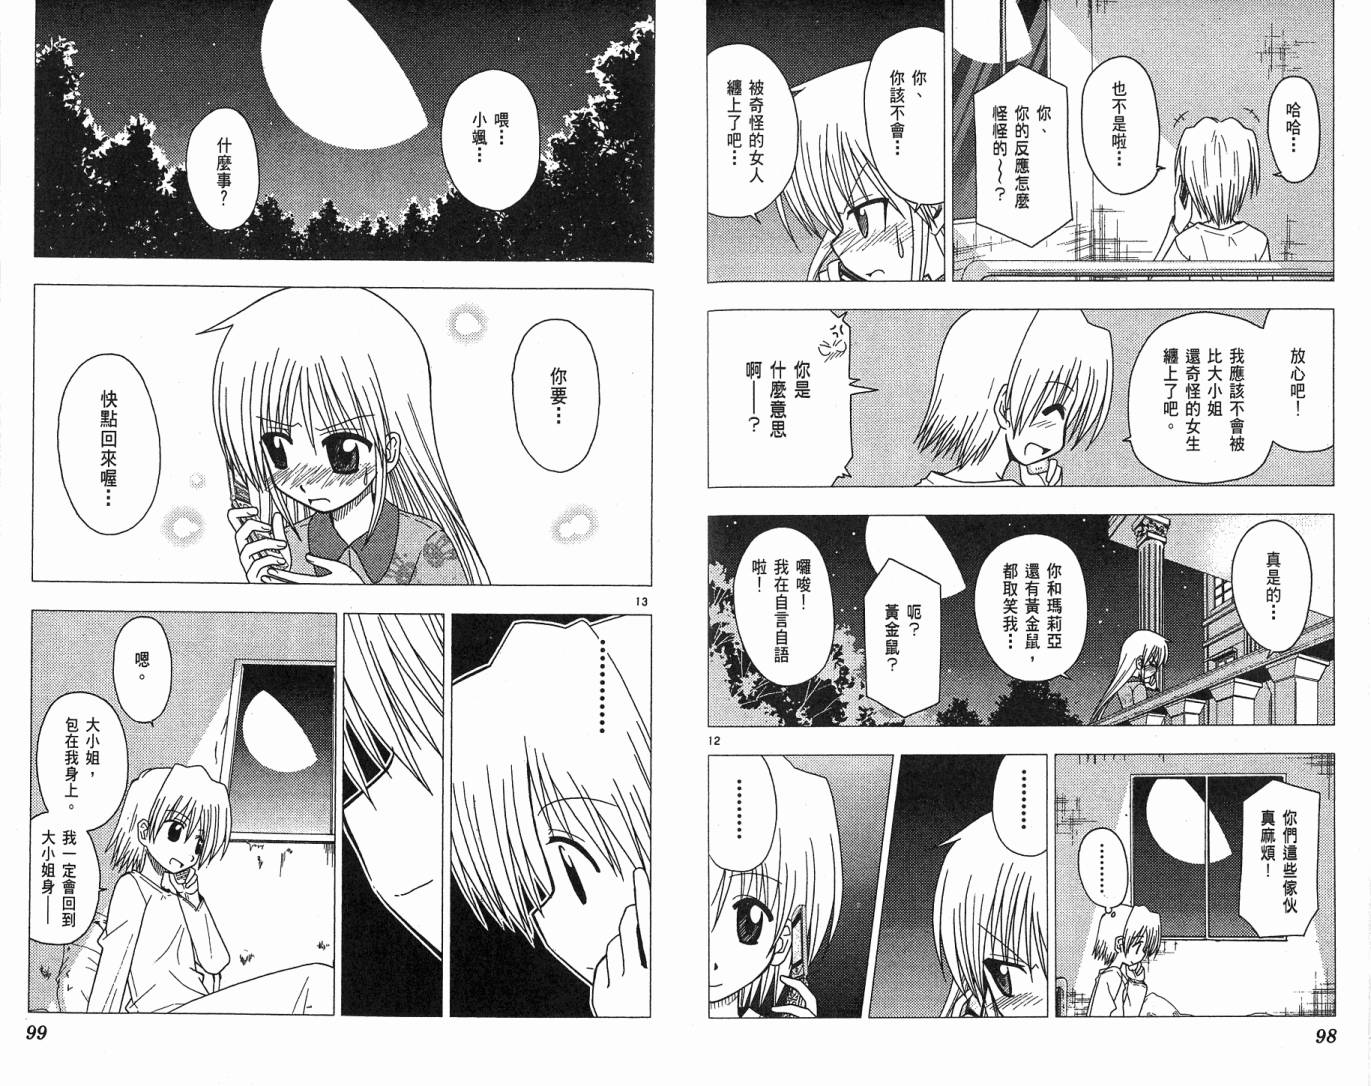 哈哈…
也不是啦…
你、
你的反應怎麼
怪怪的～？
你、
你該不會…
被奇怪的女人
纏上了吧…
放心吧！
我應該不會被
比大小姐
還奇怪的女生
纏上了吧。
你是
什麼意思
啊——？
真是的…
你和瑪莉亞
還有黃金鼠，
都取笑我…
呃？
黃金鼠？
囉唆！
我在自言自語
啦！
12
你們這些傢伙
真麻煩！
………
………
………
98
喂…
小颯…
什麼事？
你要…
快點回來喔…
13
…………
嗯。
大小姐，
包在我身上。
我一定會回到
大小姐身——
99